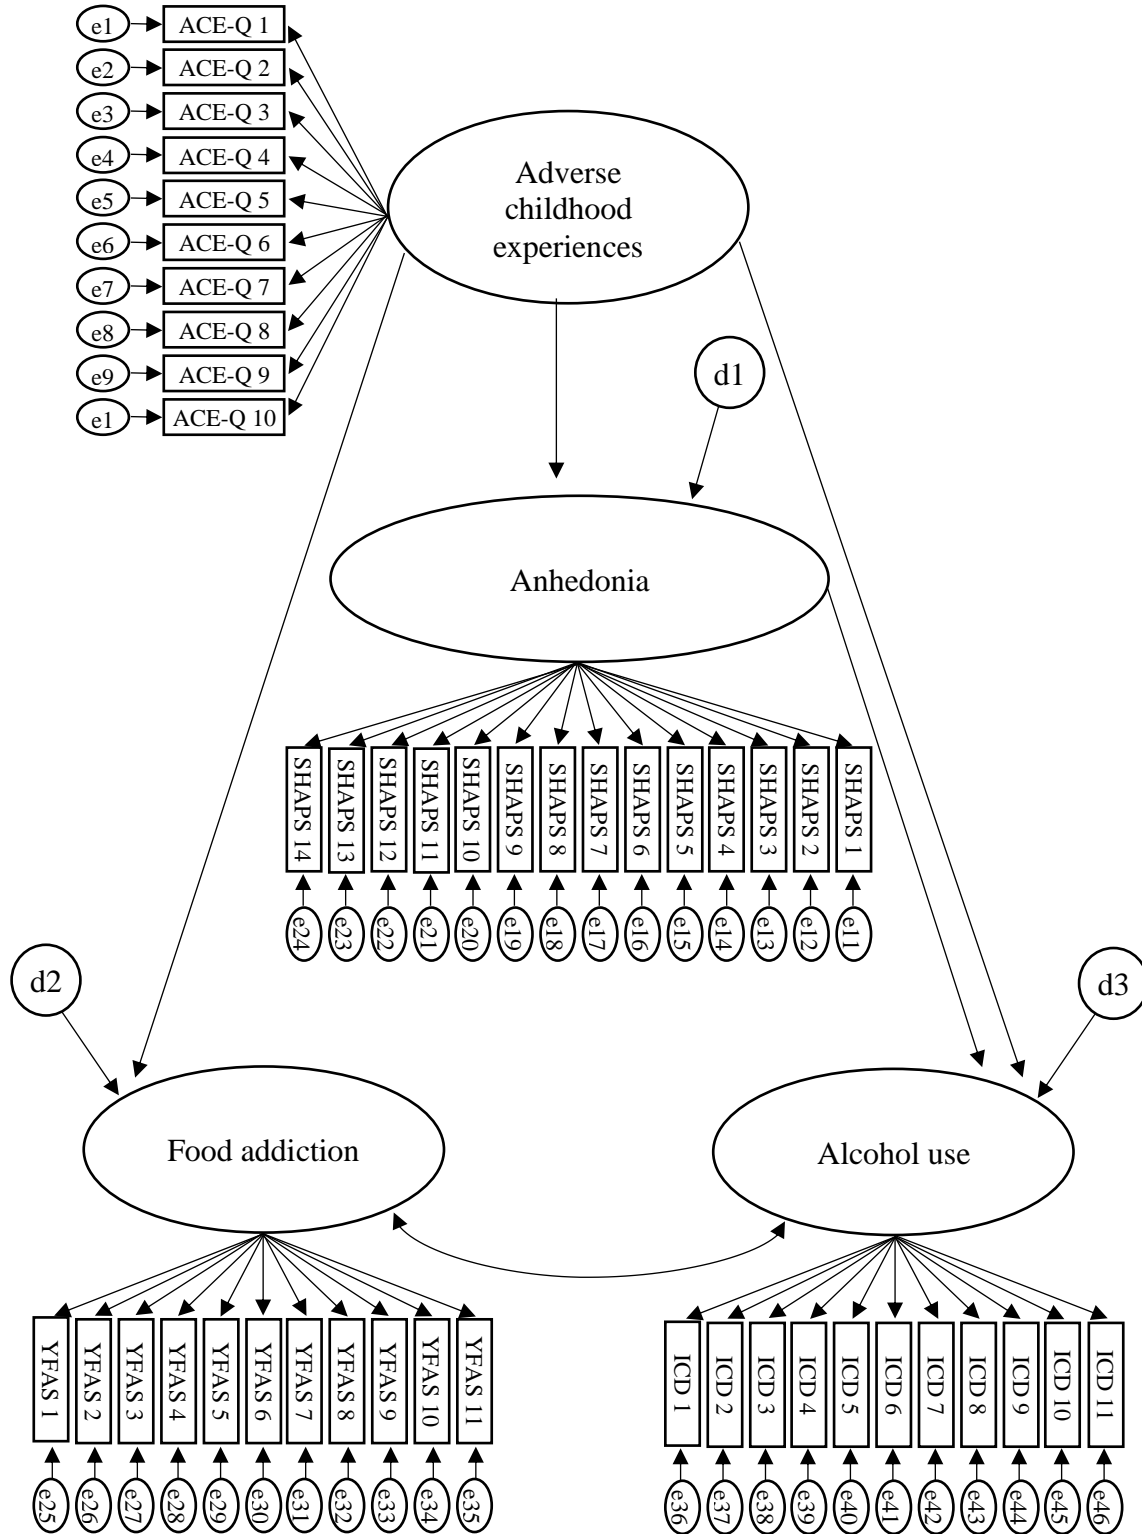 e1 ACE-Q 1
e2 ACE-Q 2
e3 ACE-Q 3
e4 ACE-Q 4
e5 ACE-Q 5
e6 ACE-Q 6
e7 ACE-Q 7
e8 ACE-Q 8
e9 ACE-Q 9
e1 ACE-Q 10
Adverse
childhood
experiences
d1
Anhedonia
SHAPS 14
SHAPS 13
SHAPS 12
SHAPS 11
SHAPS 10
SHAPS 9
SHAPS 8
SHAPS 7
SHAPS 6
SHAPS 5
SHAPS 4
SHAPS 3
SHAPS 2
SHAPS 1
e24
e23
e22
e21
e20
e19
e18
e17
e16
e15
e14
e13
e12
e11
d2
d3
Food addiction
Alcohol use
YFAS 1
YFAS 2
YFAS 3
YFAS 4
YFAS 5
YFAS 6
YFAS 7
YFAS 8
YFAS 9
YFAS 10
YFAS 11
e25
e26
e27
e28
e29
e30
e31
e32
e33
e34
e35
ICD 1
ICD 2
ICD 3
ICD 4
ICD 5
ICD 6
ICD 7
ICD 8
ICD 9
ICD 10
ICD 11
e36
e37
e38
e39
e40
e41
e42
e43
e44
e45
e46